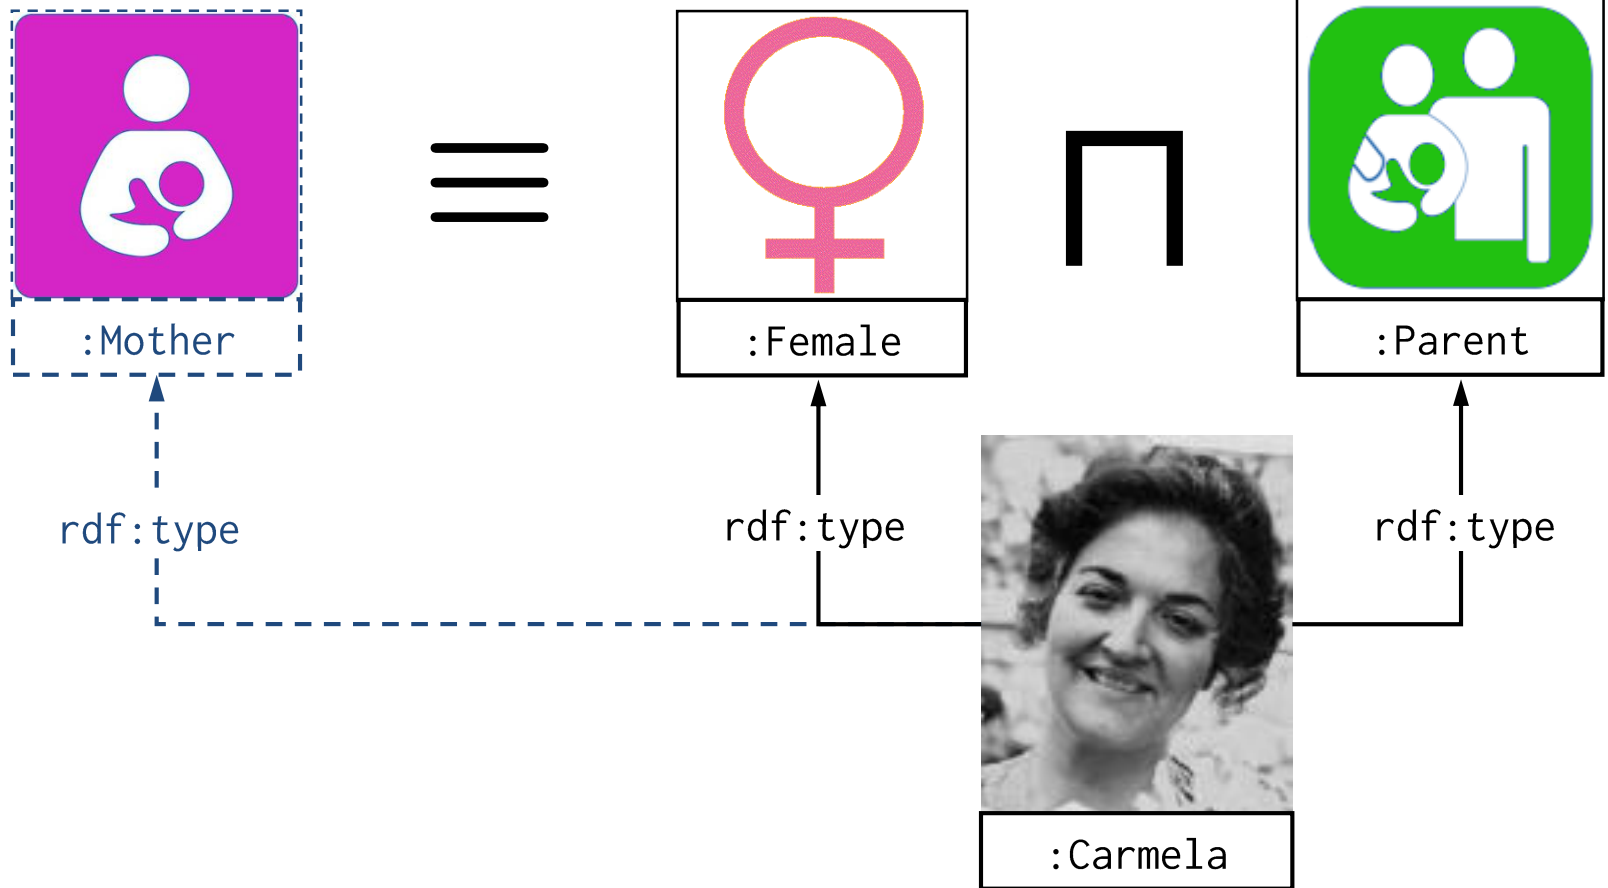 ≡
⊓
:Mother
:Female
:Parent
rdf:type
rdf:type
rdf:type
:Carmela